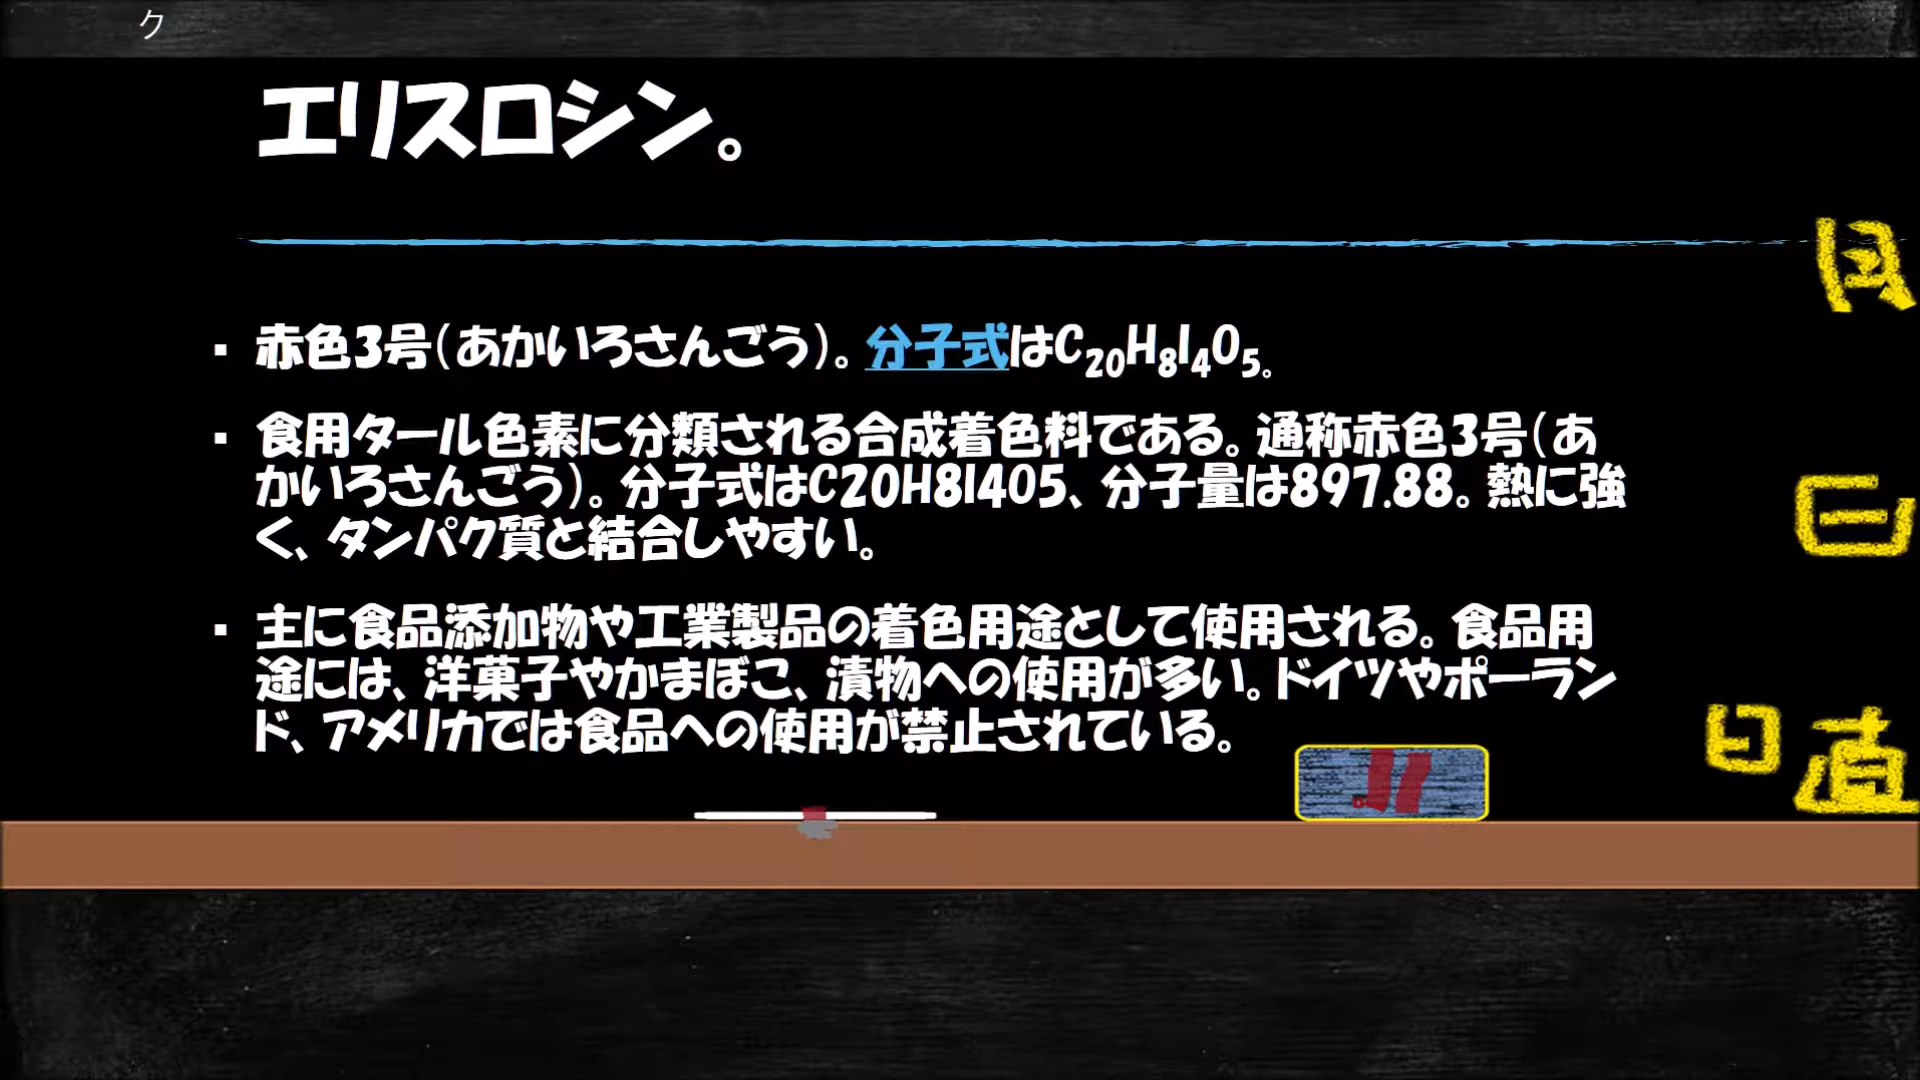 ク
エリスロシン。
▪ 赤色3号(あかいろさんごう)。分子式はC₂₀H₈I₄O₅。
▪ 食用タール色素に分類される合成着色料である。通称赤色3号(あ
かいろさんごう)。分子式はC20H8I4O5、分子量は897.88。熱に強
く、タンパク質と結合しやすい。
▪ 主に食品添加物や工業製品の着色用途として使用される。食品用
途には、洋菓子やかまぼこ、漬物への使用が多い。ドイツやポーラン
ド、アメリカでは食品への使用が禁止されている。
月
日
日直